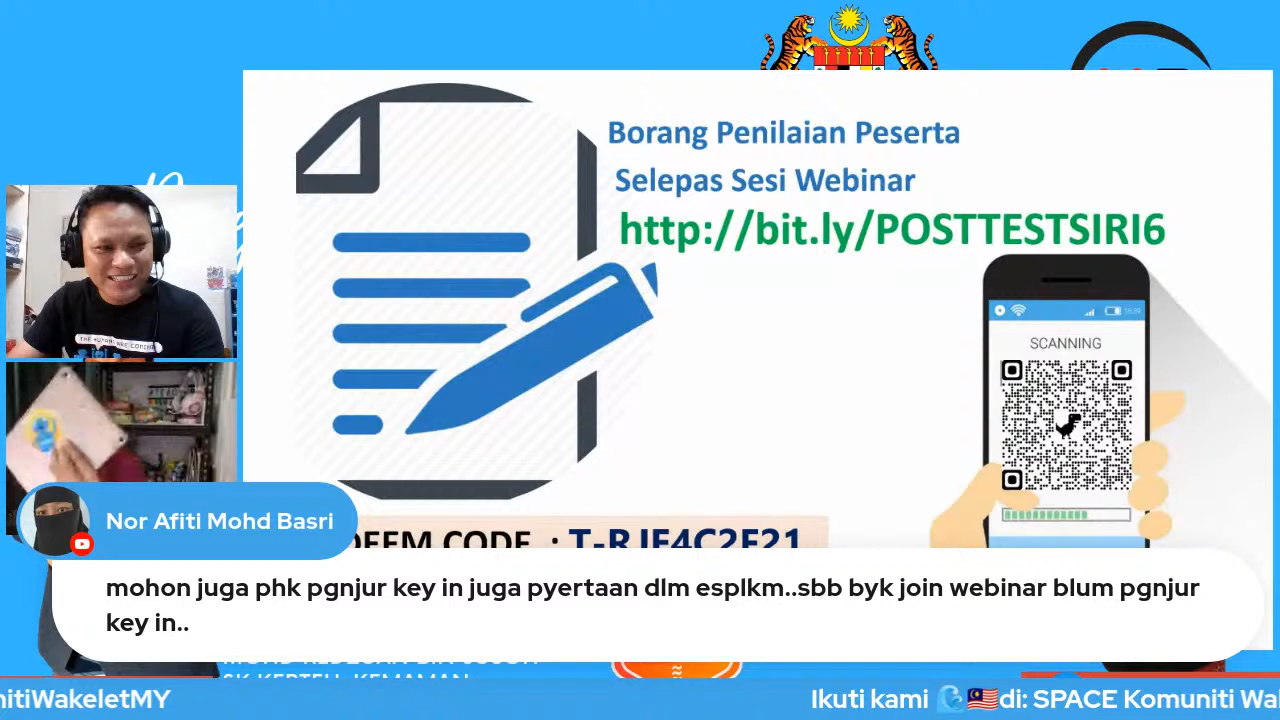 Borang Penilaian Peserta
Selepas Sesi Webinar
http://bit.ly/POSTTESTSIRI6
SCANNING
CODE : T-RJF4C2F21
Nor Afiti Mohd Basri
mohon juga phk pgnjur key in juga pyertaan dlm esplkm..sbb byk join webinar blum pgnjur
key in..
Ikuti kami di: SPACE Komuniti